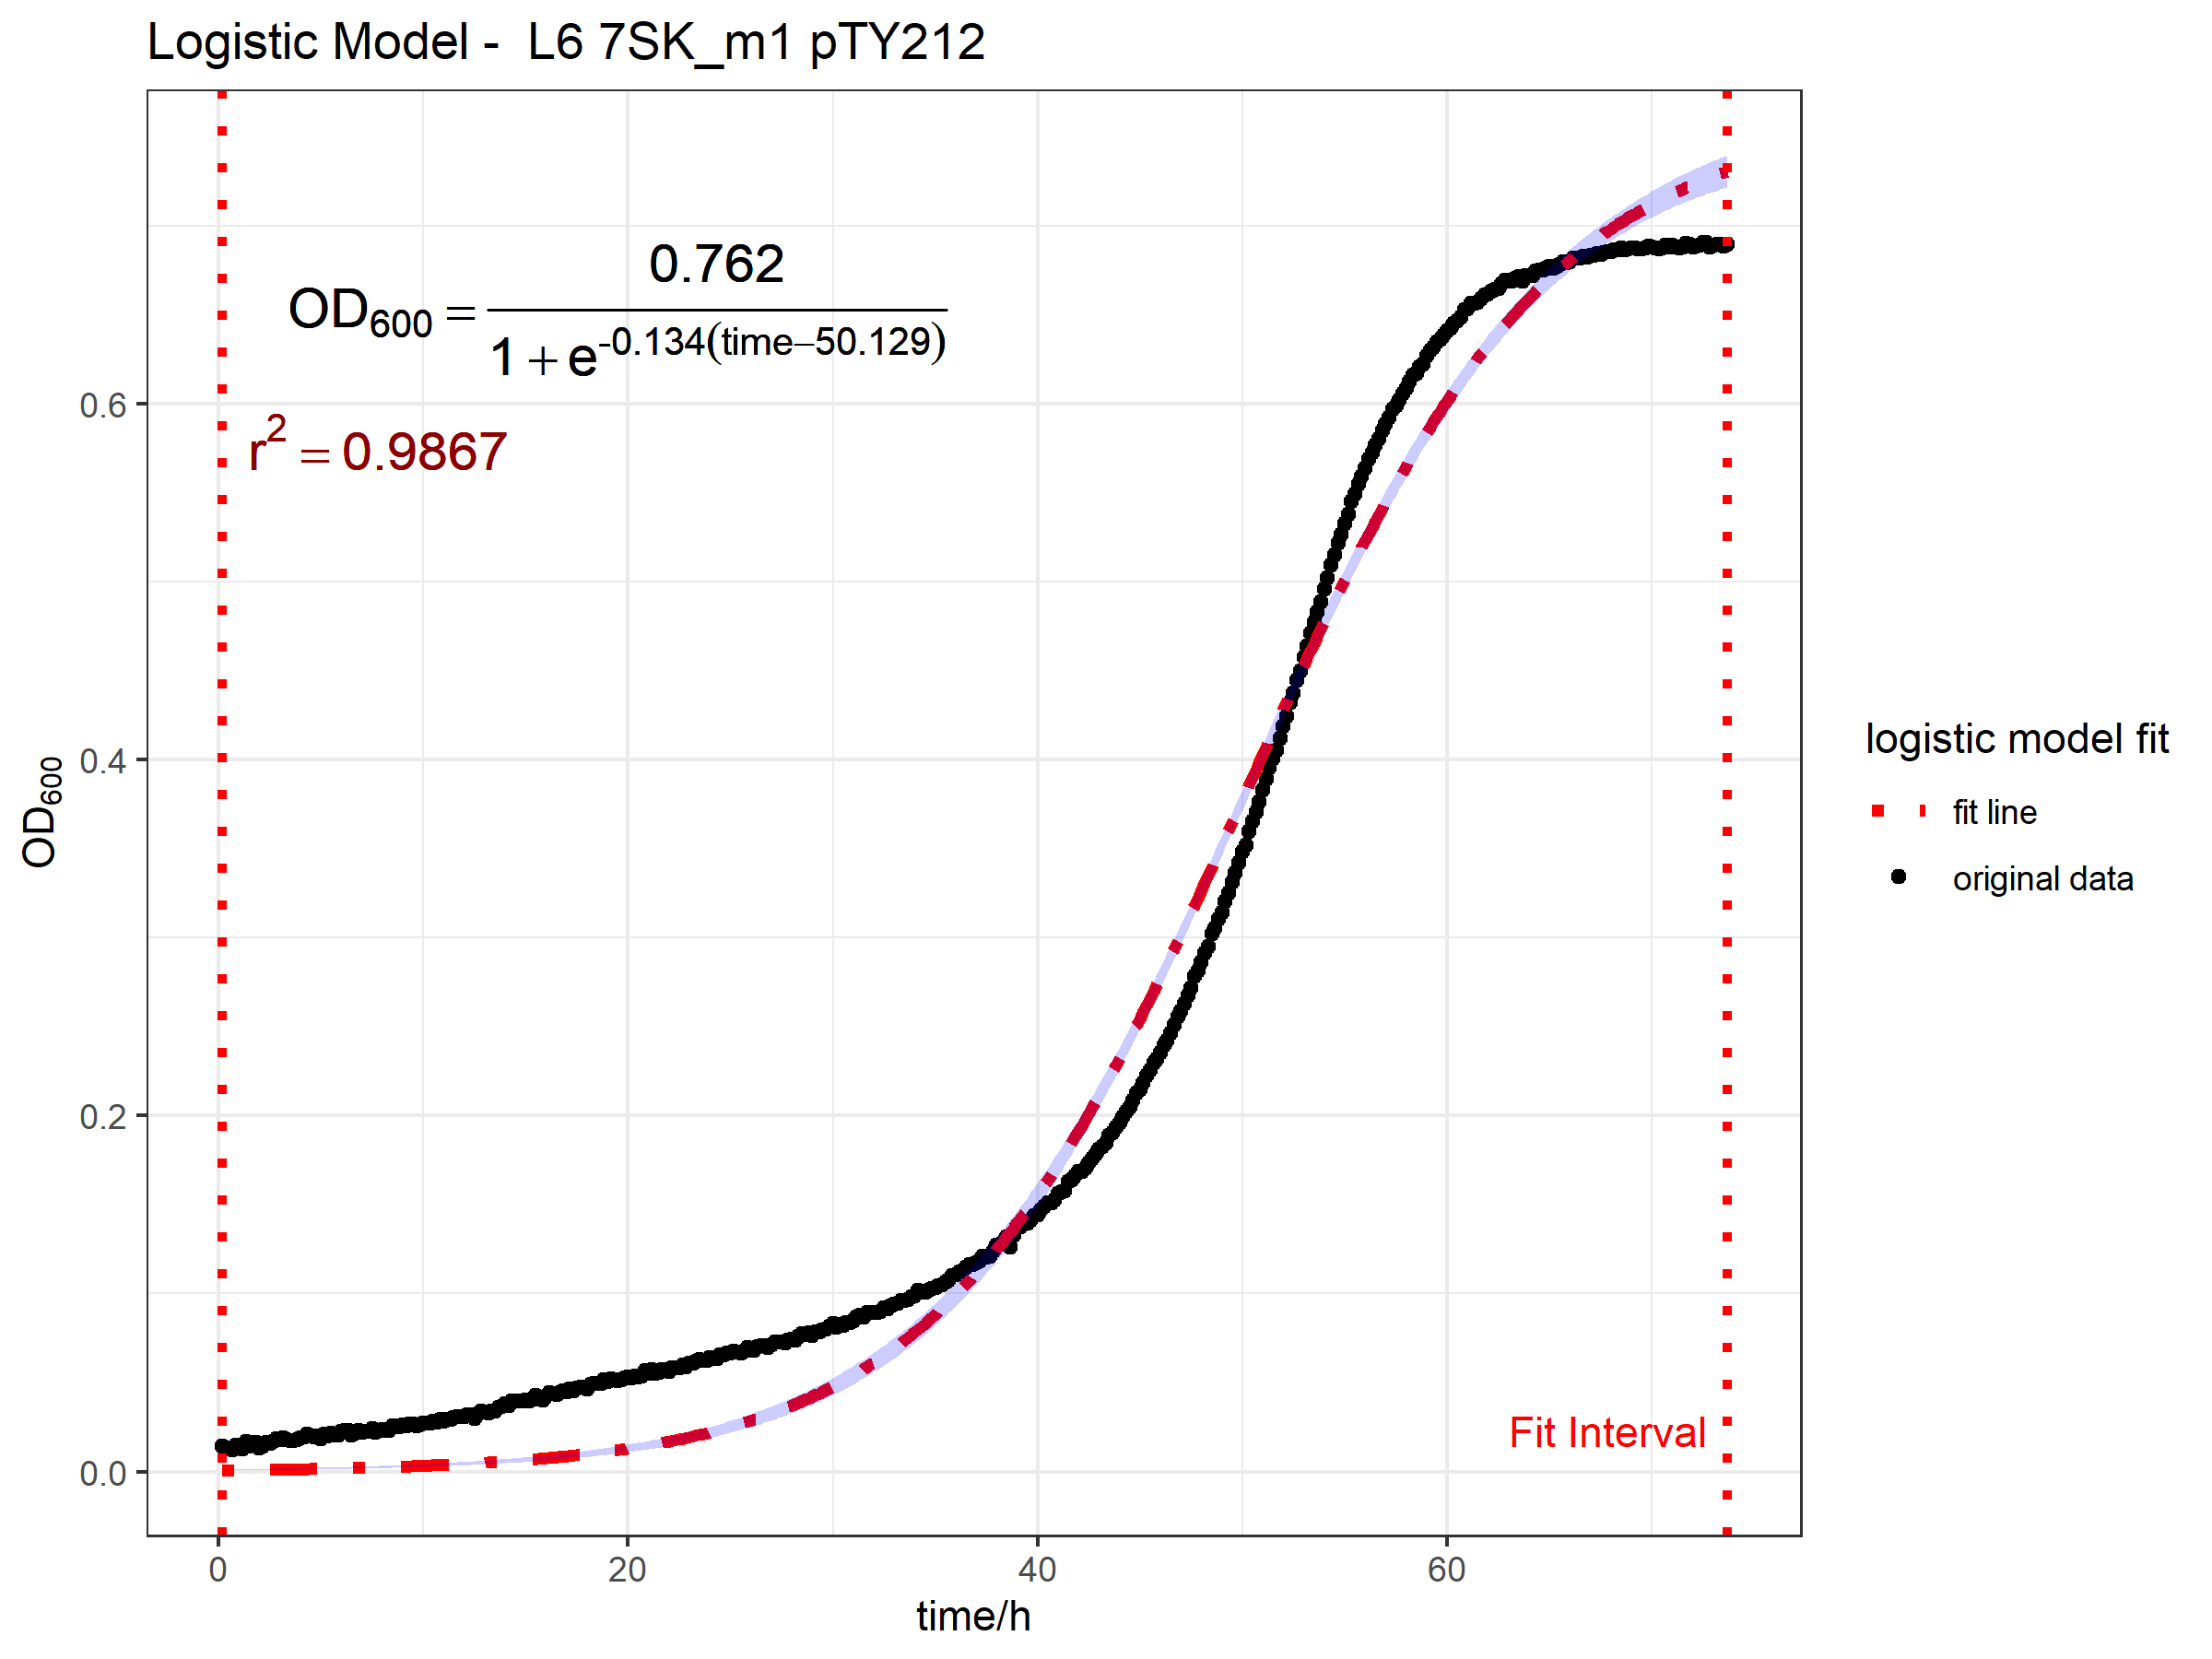 Logistic Model -  L6 7SK_m1 pTY212
OD₆₀₀ = 0.762 / (1 + e^(-0.134(time−50.129)))
r² = 0.9867
0.6
0.4
0.2
0.0
OD₆₀₀
Fit Interval
0 20 40 60
time/h
logistic model fit
fit line
original data